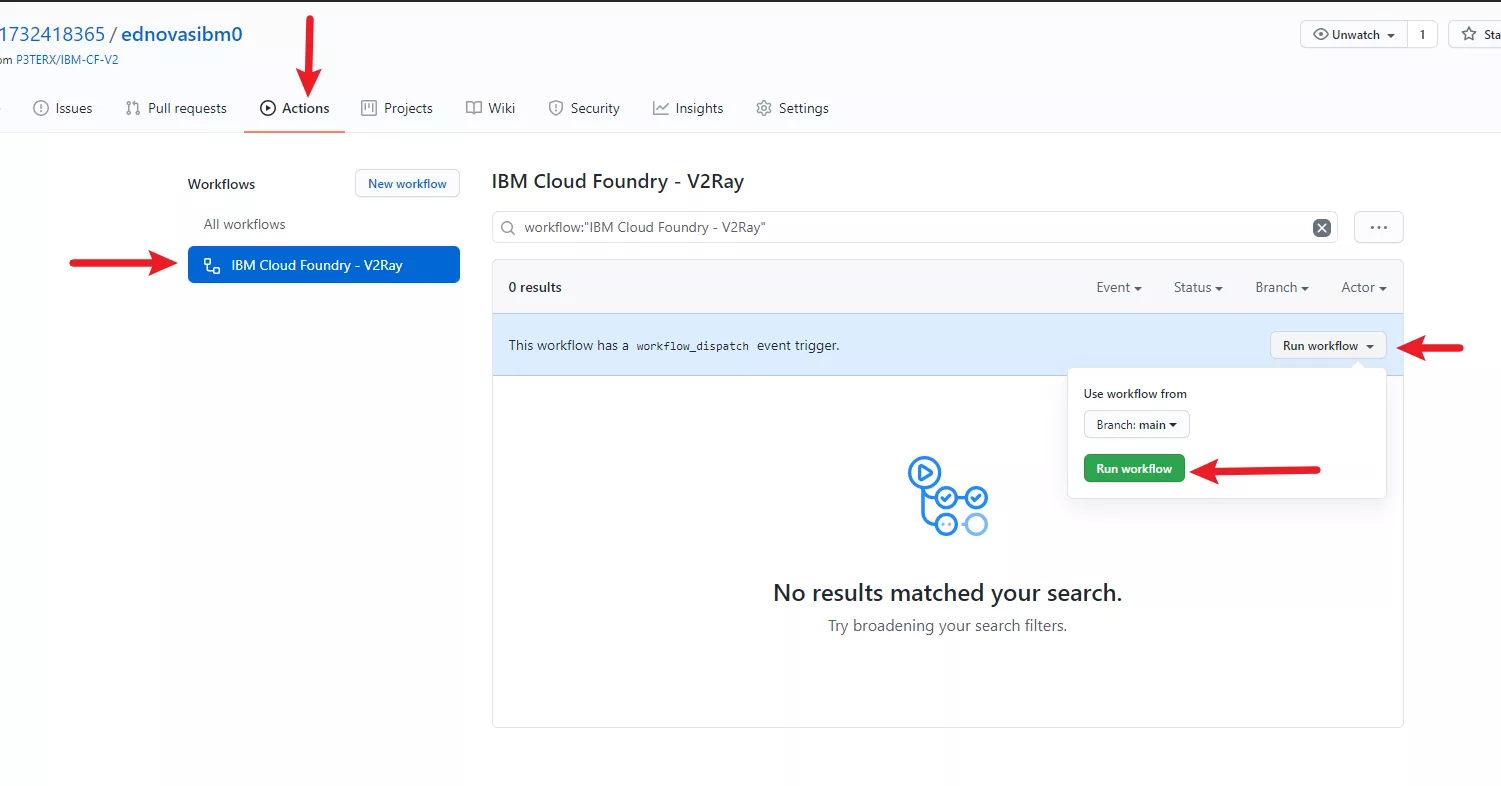 1732418365 / ednovasibm0
Unwatch 1 Sta
om P3TERX/IBM-CF-V2
Issues Pull requests Actions Projects Wiki Security Insights Settings
Workflows New workflow
All workflows
IBM Cloud Foundry - V2Ray
IBM Cloud Foundry - V2Ray
workflow:"IBM Cloud Foundry - V2Ray"
0 results Event Status Branch Actor
This workflow has a workflow_dispatch event trigger. Run workflow
Use workflow from
Branch: main
Run workflow
No results matched your search.
Try broadening your search filters.